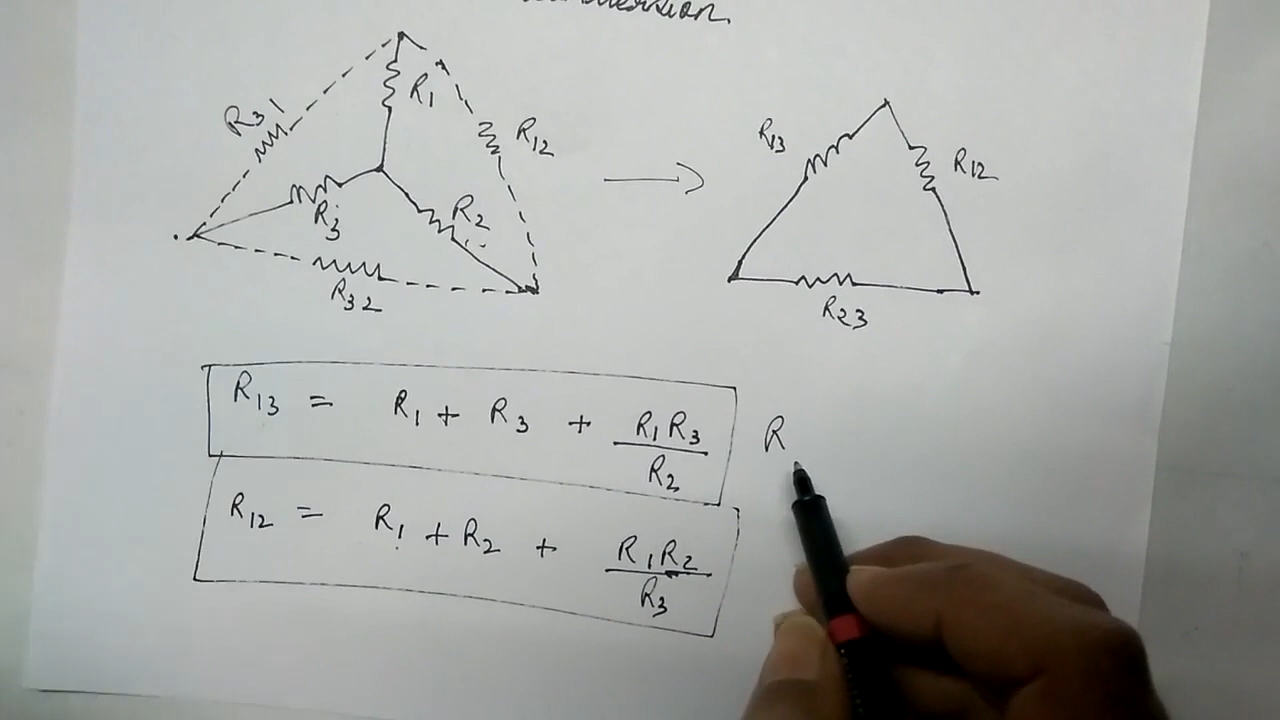 R31
R1
R12
R3
R2
R32
R13
R12
R23
R13 = R1 + R3 + R1R3/R2
R
R12 = R1 + R2 + R1R2/R3